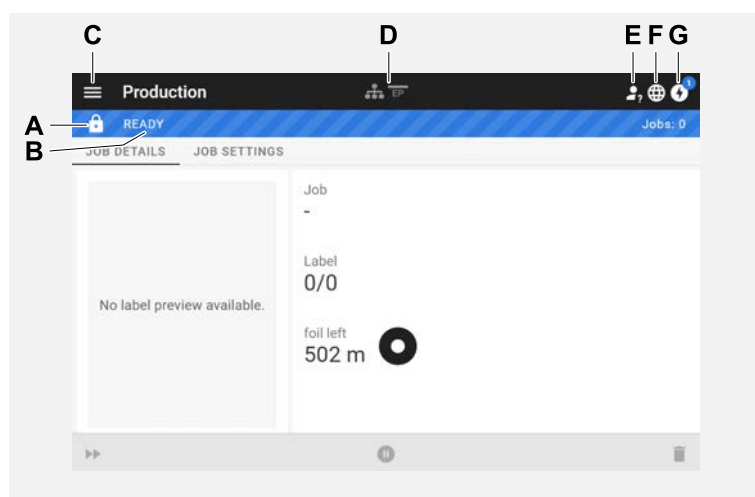 C D E F G
Production EP 1
A READY Jobs: 0
B
JOB DETAILS JOB SETTINGS
Job
-
Label
0/0
No label preview available.
foil left
502 m